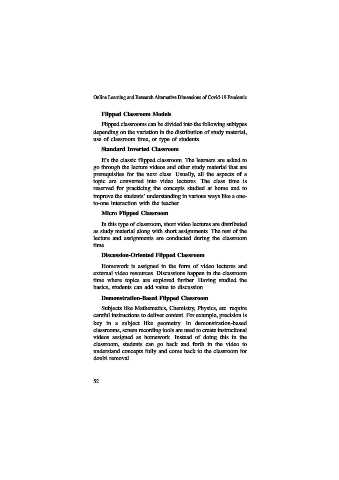 Online Learning and Research Alternative Dimensions of Covid-19 Pandemic
Flipped Classroom Models
Flipped classrooms can be divided into the following subtypes
depending on the variation in the distribution of study material,
use of classroom time, or type of students
Standard Inverted Classroom
It's the classic flipped classroom The learners are asked to
go through the lecture videos and other study material that are
prerequisites for the next class Usually, all the aspects of a
topic are converted into video lectures The class time is
reserved for practicing the concepts studied at home and to
improve the students' understanding in various ways like a one-
to-one interaction with the teacher
Micro Flipped Classroom
In this type of classroom, short video lectures are distributed
as study material along with short assignments The rest of the
lecture and assignments are conducted during the classroom
time
Discussion-Oriented Flipped Classroom
Homework is assigned in the form of video lectures and
external video resources Discussions happen in the classroom
time where topics are explored further Having studied the
basics, students can add value to discussion
Demonstration-Based Flipped Classroom
Subjects like Mathematics, Chemistry, Physics, etc require
careful instructions to deliver content For example, precision is
key in a subject like geometry In demonstration-based
classrooms, screen recording tools are used to create instructional
videos assigned as homework Instead of doing this in the
classroom, students can go back and forth in the video to
understand concepts fully and come back to the classroom for
doubt removal
52